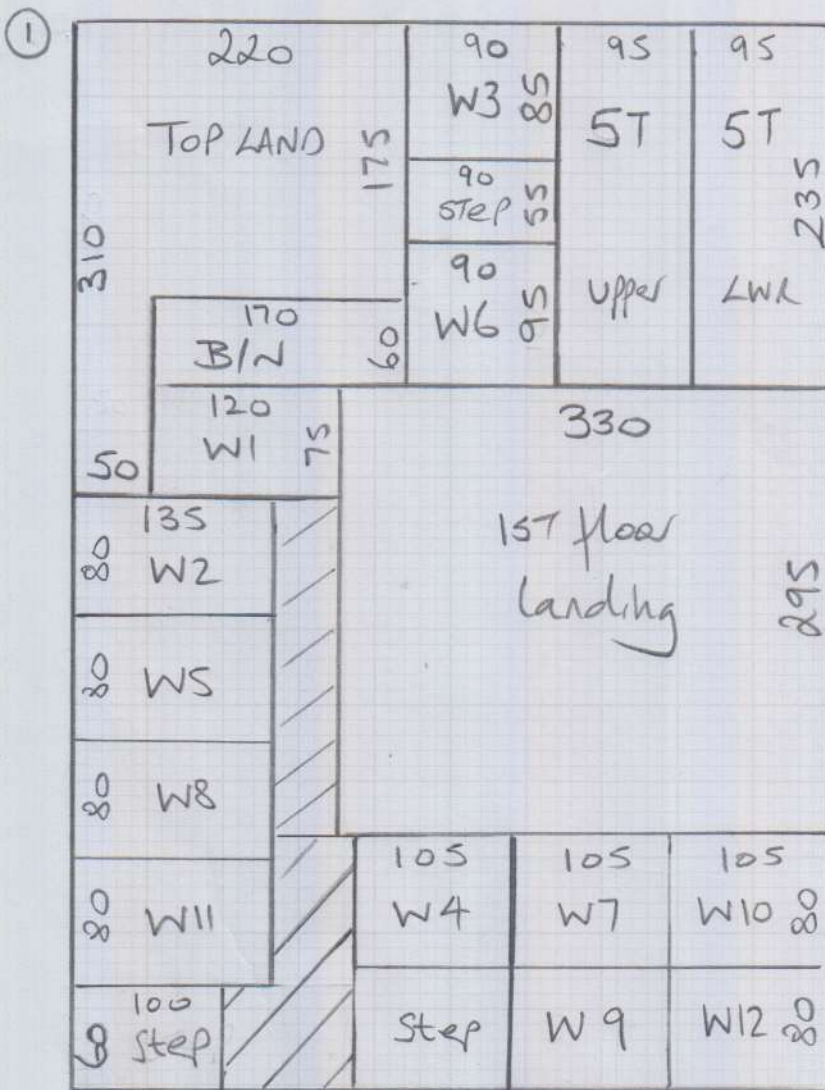 1
220
TOP LAND
175
310
50
90
W3 85
90
STEP 55
90
W6 95
95
5T
Upper
95
5T
235
LWR
170
B/N 60
120
W1 75
330
1ST floor
landing
295
135
80 W2
80 W5
80 W8
80 W11
100
Step
105
W4
105
W7
105
W10 80
Step
W9
W12 80